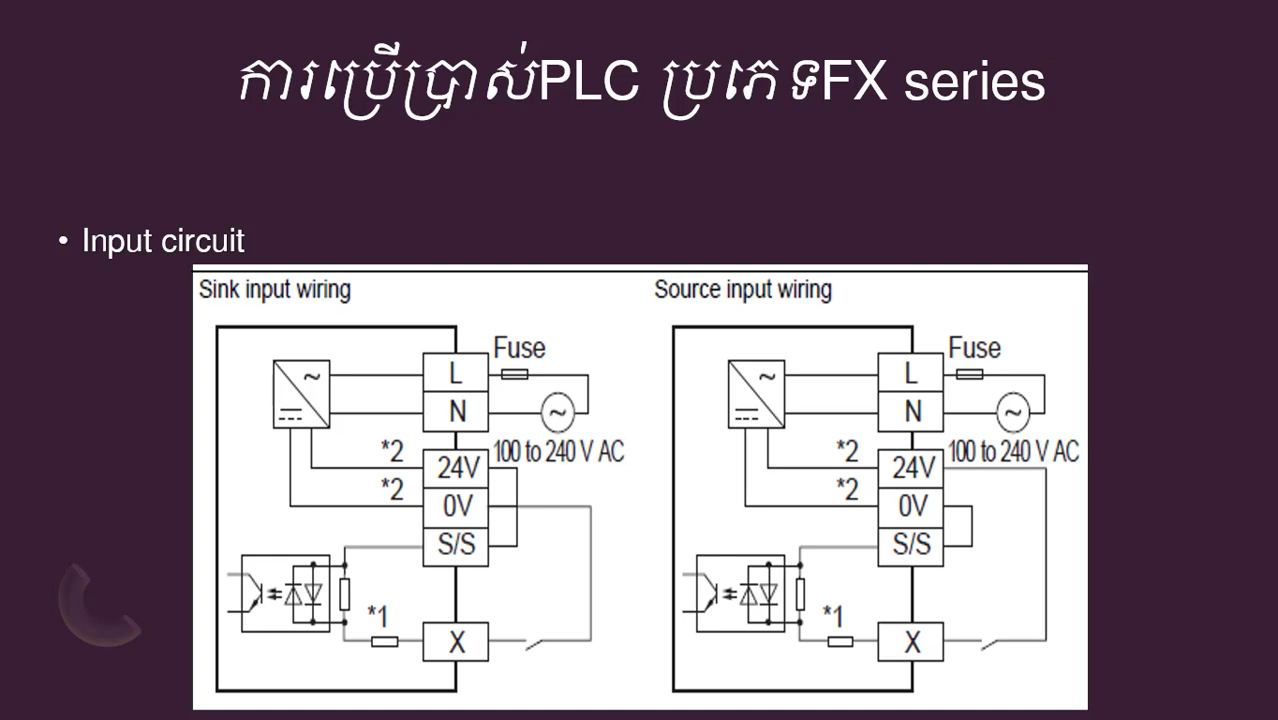 ការប្រើប្រាស់PLC ប្រភេទFX series
• Input circuit
Sink input wiring
Source input wiring
Fuse
L
N
100 to 240 V AC
*2
24V
*2
0V
S/S
*1
X
Fuse
L
N
100 to 240 V AC
*2
24V
*2
0V
S/S
*1
X